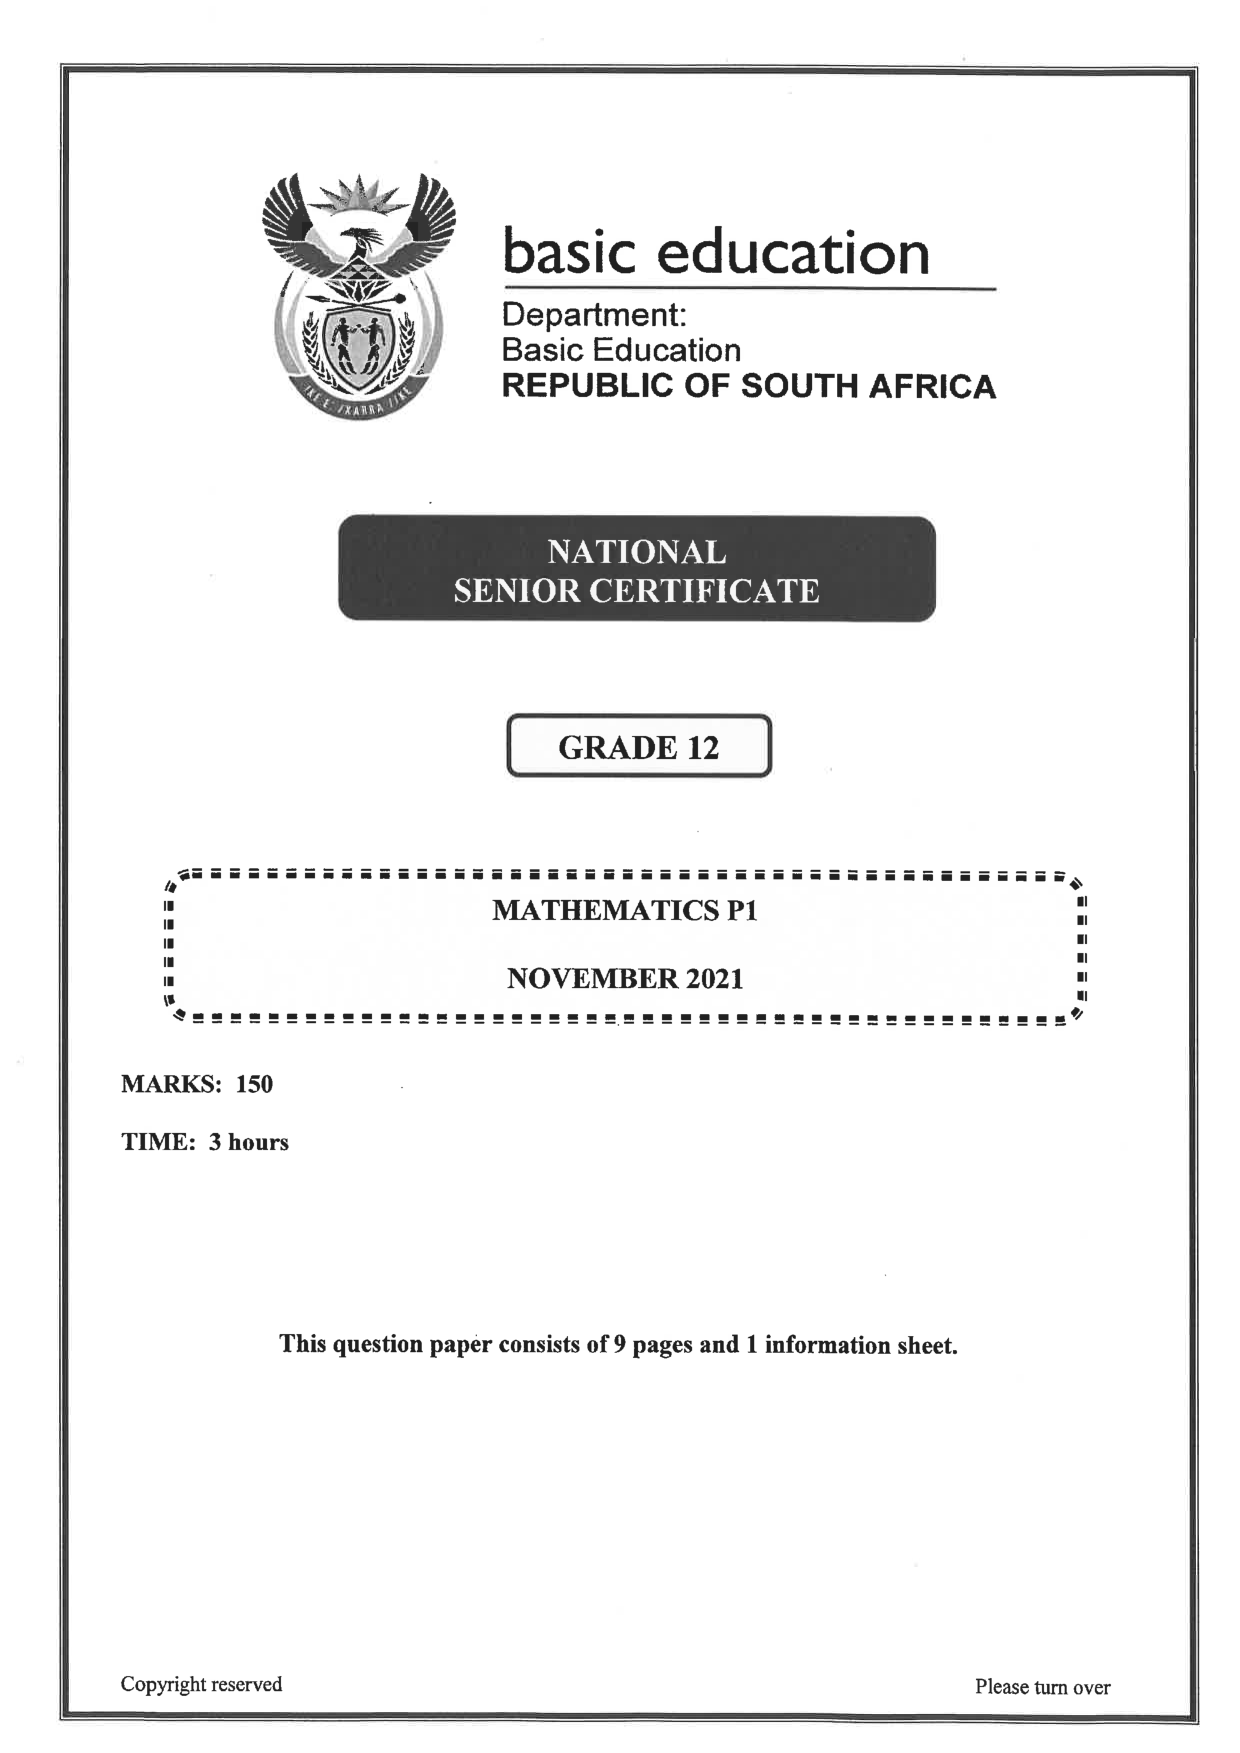 basic education
Department:
Basic Education
REPUBLIC OF SOUTH AFRICA
NATIONAL
SENIOR CERTIFICATE
GRADE 12
MATHEMATICS P1
NOVEMBER 2021
MARKS: 150
TIME: 3 hours
This question paper consists of 9 pages and 1 information sheet.
Copyright reserved
Please turn over